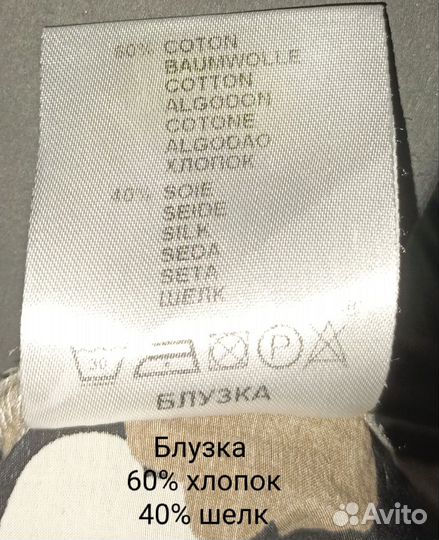 60% COTON
BAUMWOLLE
COTTON
ALGODON
COTONE
ALGODAO
ХЛОПОК
40% SOIE
SEIDE
SILK
SEDA
SETA
ШЕЛК
30 P
БЛУЗКА
Блузка
60% хлопок
40% шелк
Avito